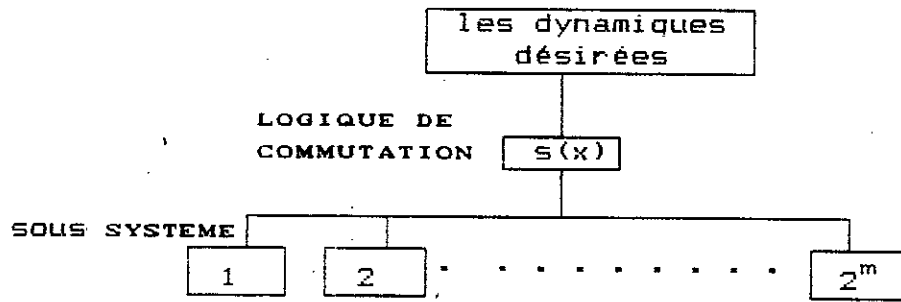 les dynamiques
désirées
LOGIQUE DE
COMMUTATION
s(x)
SOUS SYSTEME
1
2
. . . . . . . . .
2^m